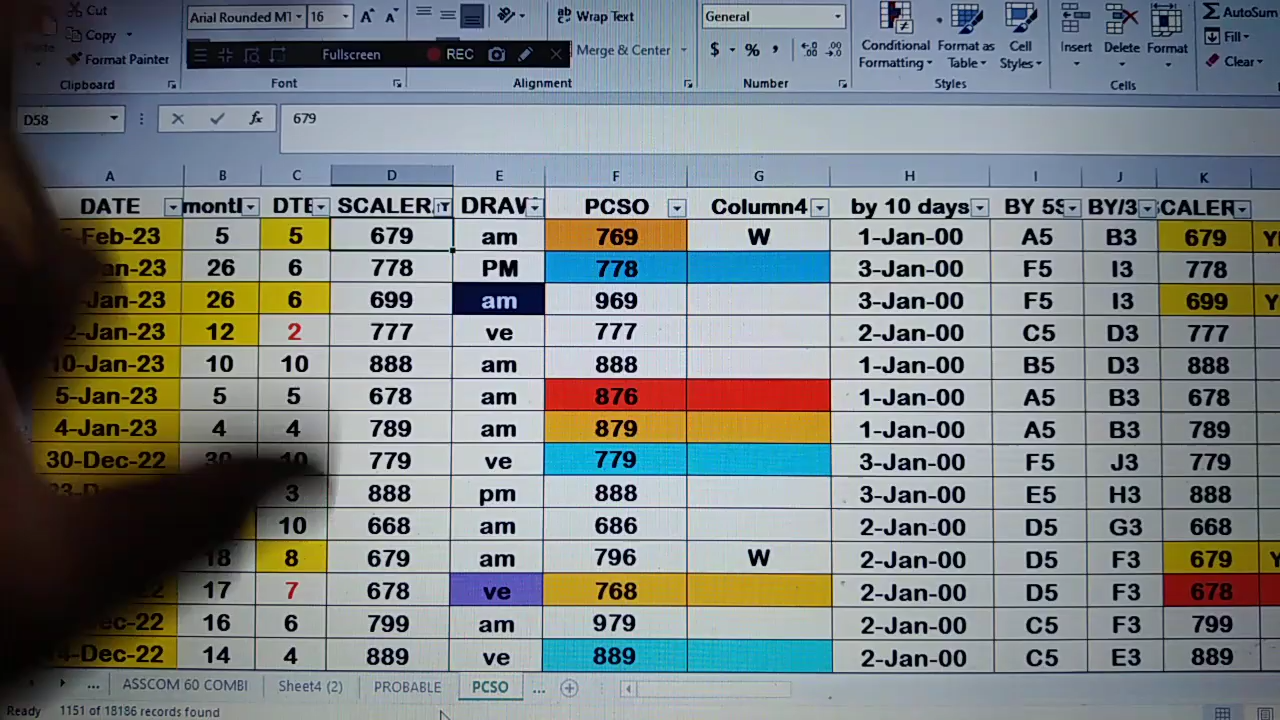 Cut Arial Rounded MT 16 A A Wrap Text General Σ AutoSum
Copy Fullscreen REC Merge & Center $ % , Conditional Formatting Format as Table Cell Styles Insert Delete Format Fill
Format Painter Clear
Clipboard Font Alignment Number Styles Cells
D58 fx 679
A B C D E F G H I J K
DATE DTE SCALER DRAW PCSO Column4 by 10 days BY 5S BY/3 SCALER
Feb-23 5 5 679 am 769 W 1-Jan-00 A5 B3 679
an-23 26 6 778 PM 778 3-Jan-00 F5 I3 778
Jan-23 26 6 699 am 969 3-Jan-00 F5 I3 699
2-Jan-23 12 2 777 ve 777 2-Jan-00 C5 D3 777
10-Jan-23 10 10 888 am 888 1-Jan-00 B5 D3 888
5-Jan-23 5 5 678 am 876 1-Jan-00 A5 B3 678
4-Jan-23 4 4 789 am 879 1-Jan-00 A5 B3 789
30-Dec-22 30 10 779 ve 779 3-Jan-00 F5 J3 779
3 888 pm 888 3-Jan-00 E5 H3 888
10 668 am 686 2-Jan-00 D5 G3 668
18 8 679 am 796 W 2-Jan-00 D5 F3 679
17 7 678 ve 768 2-Jan-00 D5 F3 678
ec-22 16 6 799 am 979 2-Jan-00 C5 F3 799
4-Dec-22 14 4 889 ve 889 2-Jan-00 C5 E3 889
... ASSCOM 60 COMBI Sheet4 (2) PROBABLE PCSO ...
Ready 1151 of 18186 records found